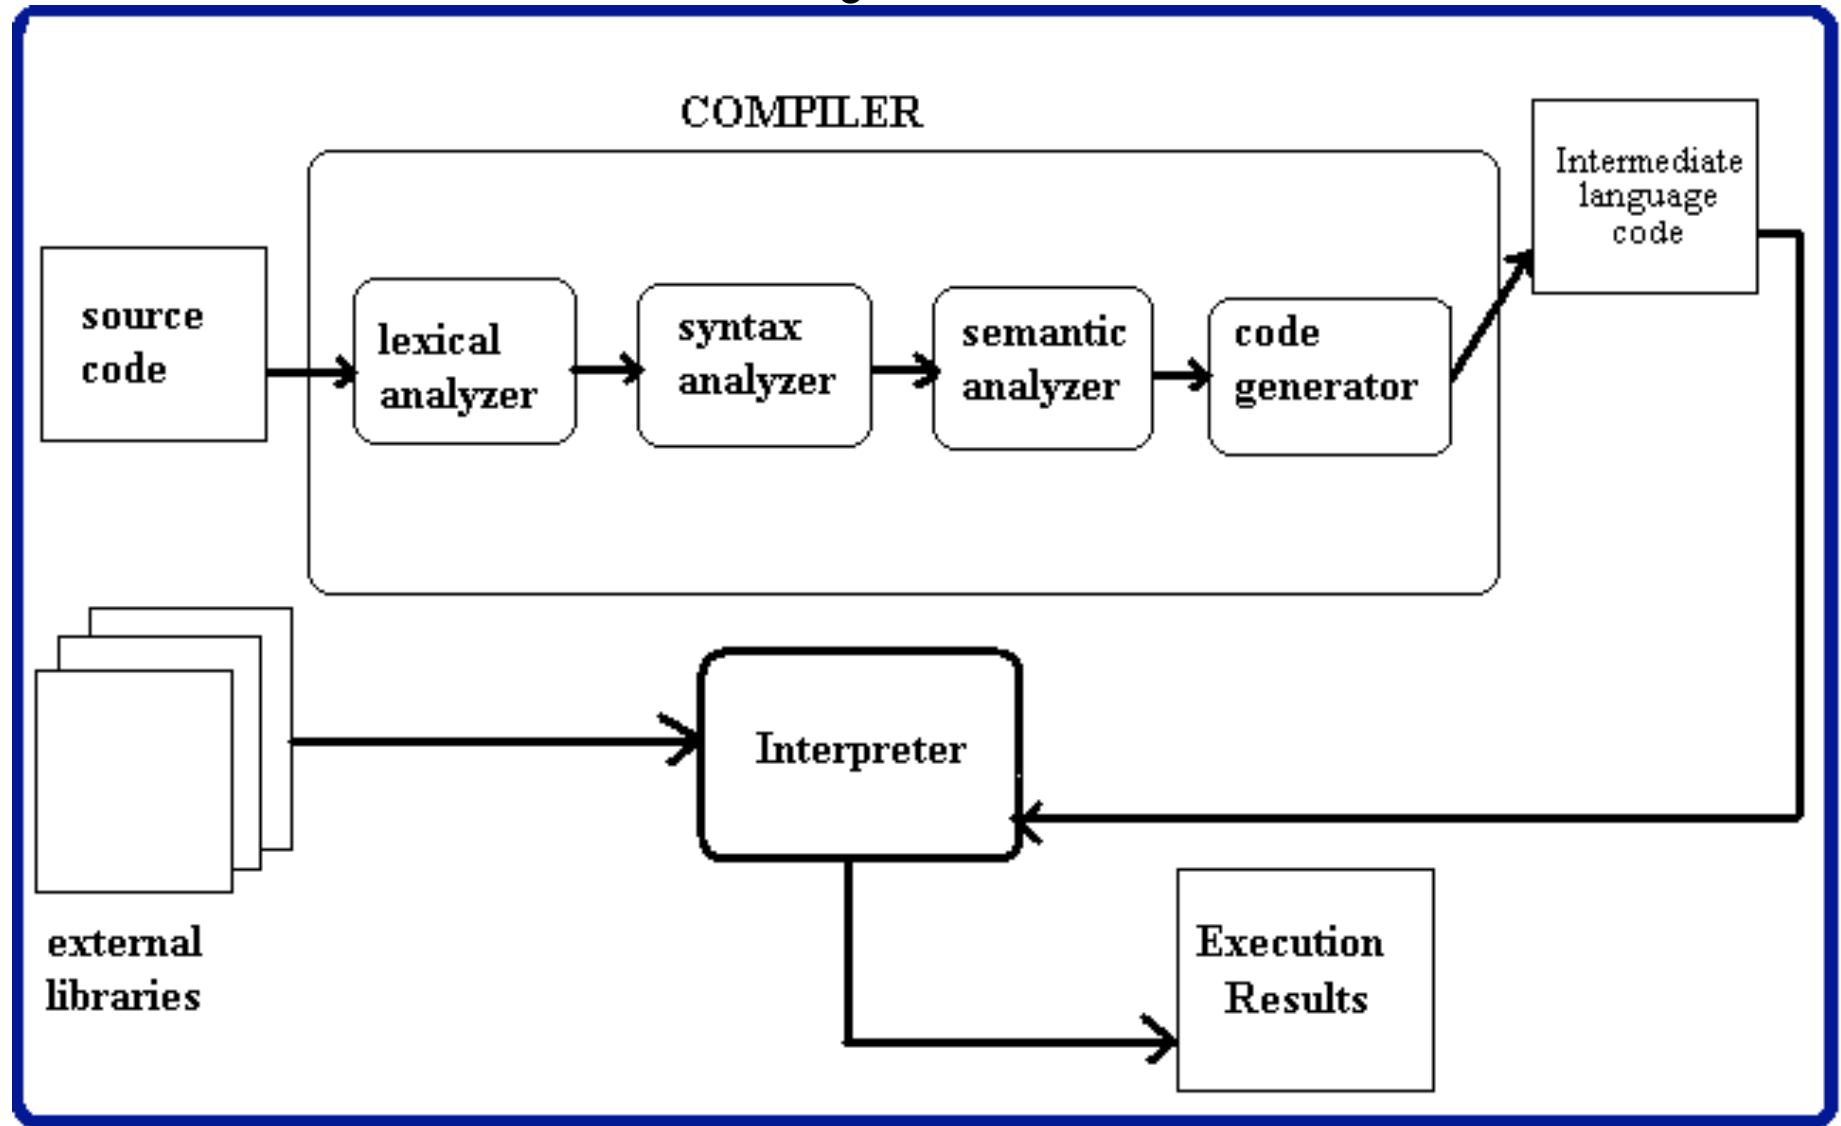 COMPILER
Intermediate
language
code
source
code
lexical
analyzer
syntax
analyzer
semantic
analyzer
code
generator
Interpreter
external
libraries
Execution
Results